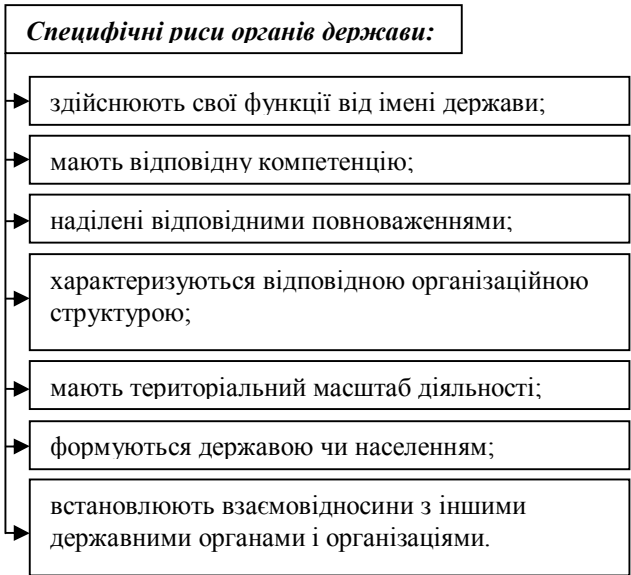 Специфічні риси органів держави:
здійснюють свої функції від імені держави;
мають відповідну компетенцію;
наділені відповідними повноваженнями;
характеризуються відповідною організаційною
структурою;
мають територіальний масштаб діяльності;
формуються державою чи населенням;
встановлюють взаємовідносини з іншими
державними органами і організаціями.